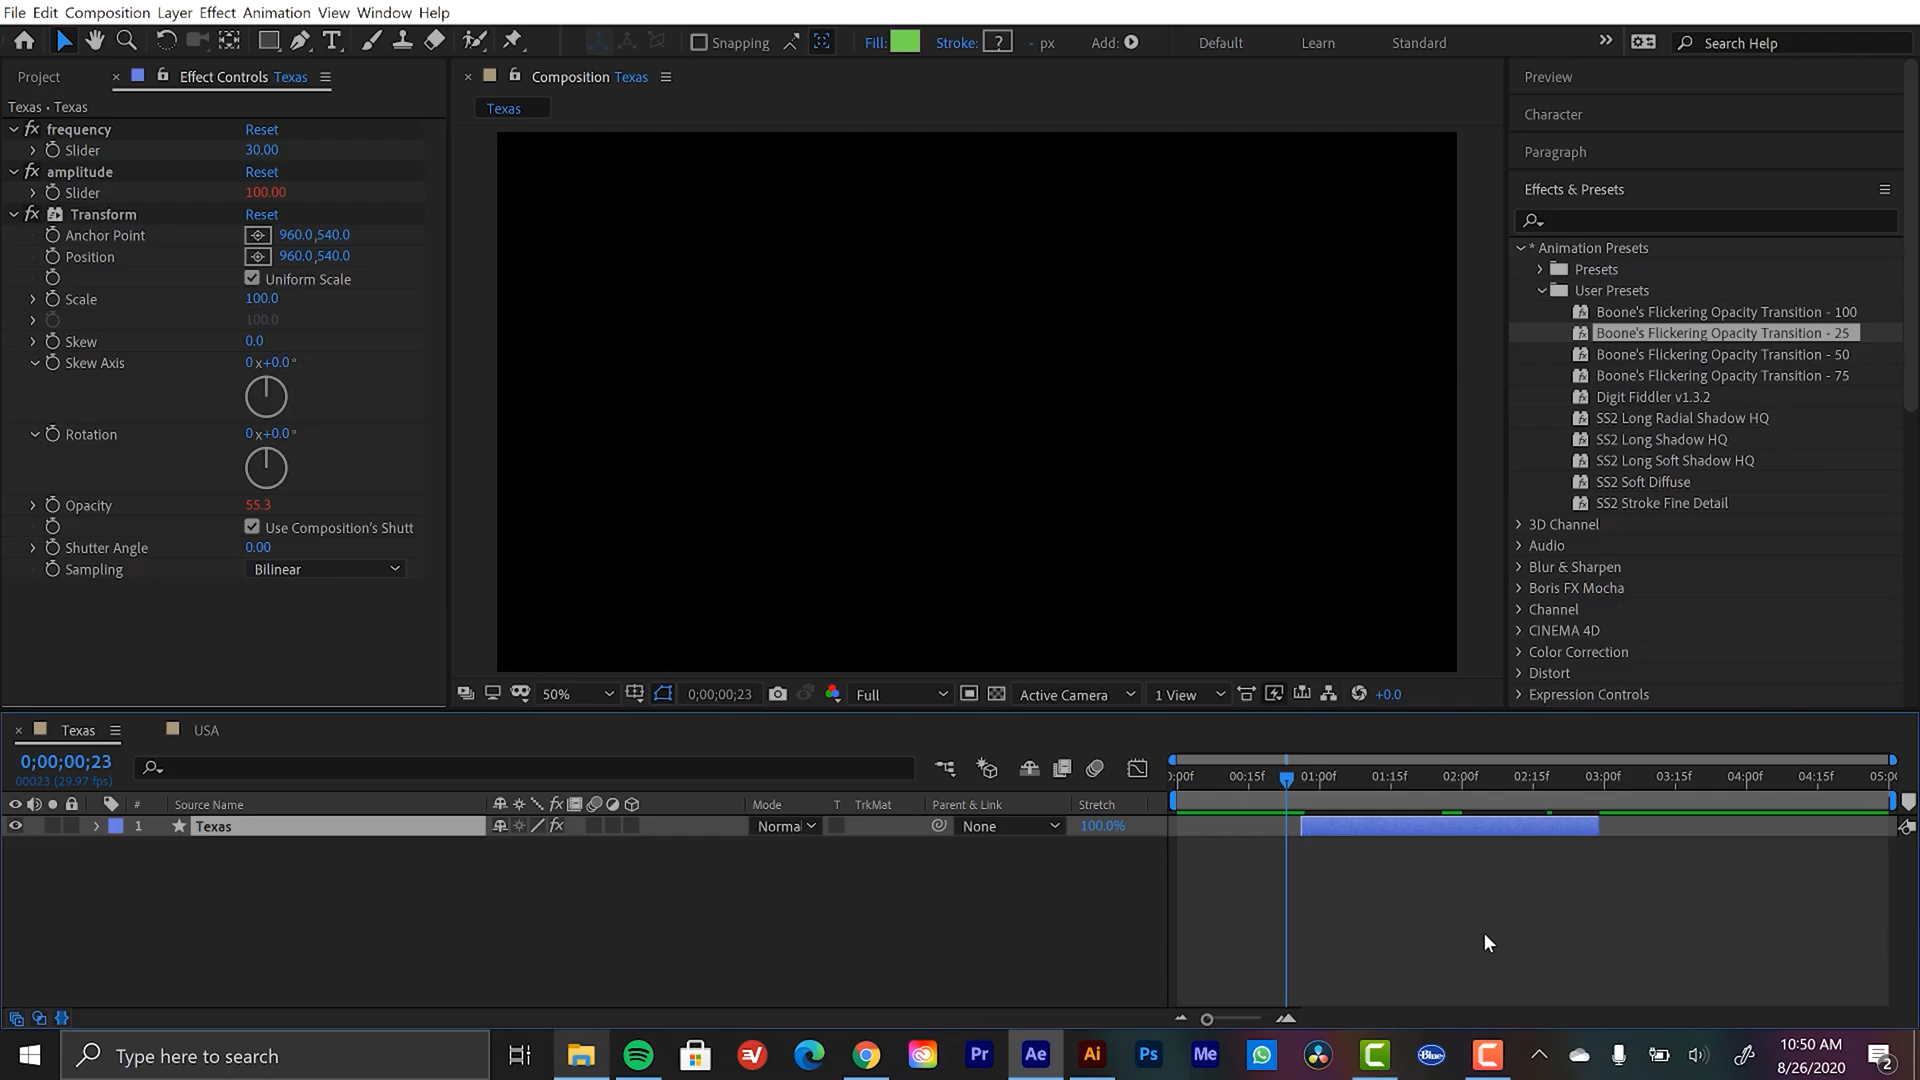 File Edit Composition Layer Effect Animation View Window Help
Snapping Fill: Stroke: ? - px Add: Default Learn Standard Search Help
Project Effect Controls Texas
Composition Texas
Texas
Texas • Texas
frequency Reset
Slider 30.00
amplitude Reset
Slider 100.00
Transform Reset
Anchor Point 960.0,540.0
Position 960.0,540.0
Uniform Scale
Scale 100.0
100.0
Skew 0.0
Skew Axis 0x+0.0°
Rotation 0x+0.0°
Opacity 55.3
Use Composition's Shutt
Shutter Angle 0.00
Sampling Bilinear
50% 0;00;00;23 Full Active Camera 1 View +0.0
Preview
Character
Paragraph
Effects & Presets
* Animation Presets
Presets
User Presets
Boone's Flickering Opacity Transition - 100
Boone's Flickering Opacity Transition - 25
Boone's Flickering Opacity Transition - 50
Boone's Flickering Opacity Transition - 75
Digit Fiddler v1.3.2
SS2 Long Radial Shadow HQ
SS2 Long Shadow HQ
SS2 Long Soft Shadow HQ
SS2 Soft Diffuse
SS2 Stroke Fine Detail
3D Channel
Audio
Blur & Sharpen
Boris FX Mocha
Channel
CINEMA 4D
Color Correction
Distort
Expression Controls
Texas USA
0;00;00;23
00023 (29.97 fps)
):00f 00:15f 01:00f 01:15f 02:00f 02:15f 03:00f 03:15f 04:00f 04:15f 05:0
# Source Name fx Mode T TrkMat Parent & Link Stretch
1 Texas fx Norma None 100.0%
Type here to search
Pr Ae Ai Ps Me Blue
10:50 AM
8/26/2020
2